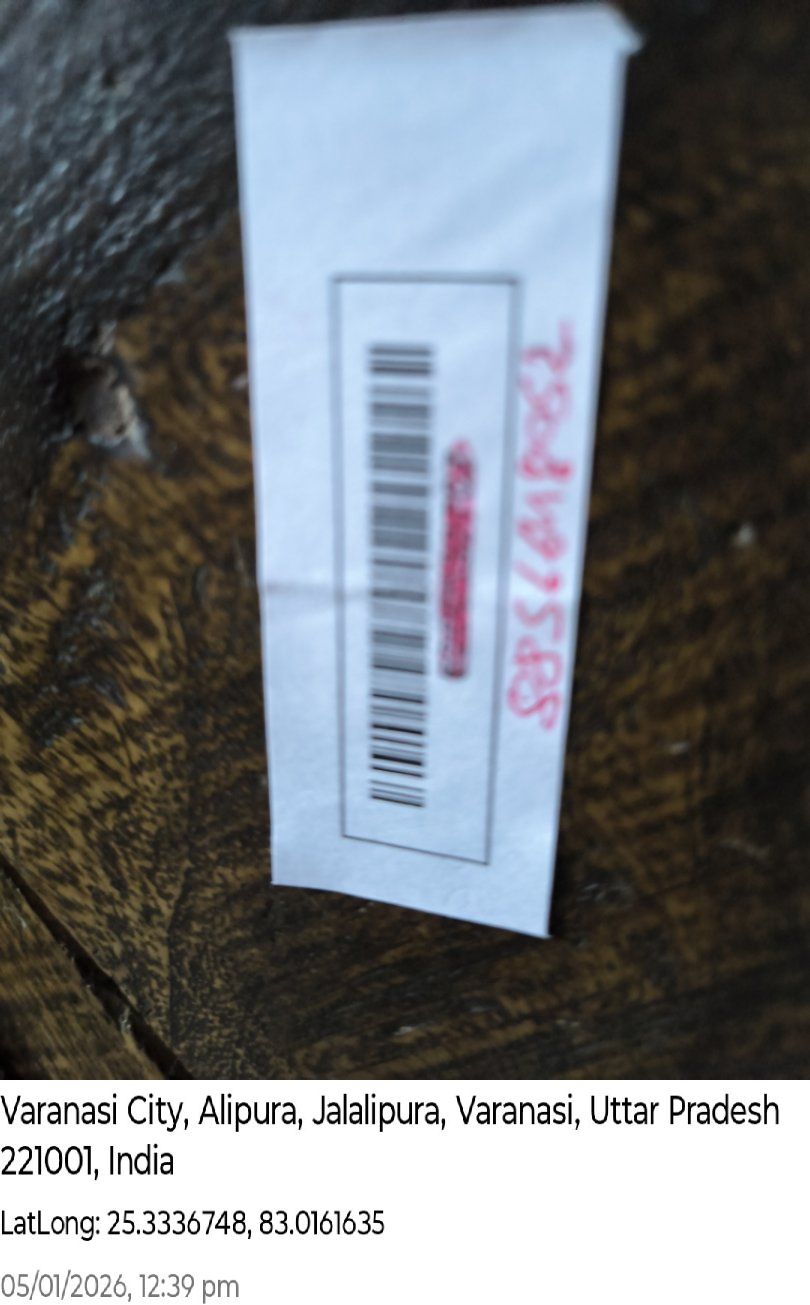 Varanasi City, Alipura, Jalalipura, Varanasi, Uttar Pradesh
221001, India
LatLong: 25.3336748, 83.0161635
05/01/2026, 12:39 pm